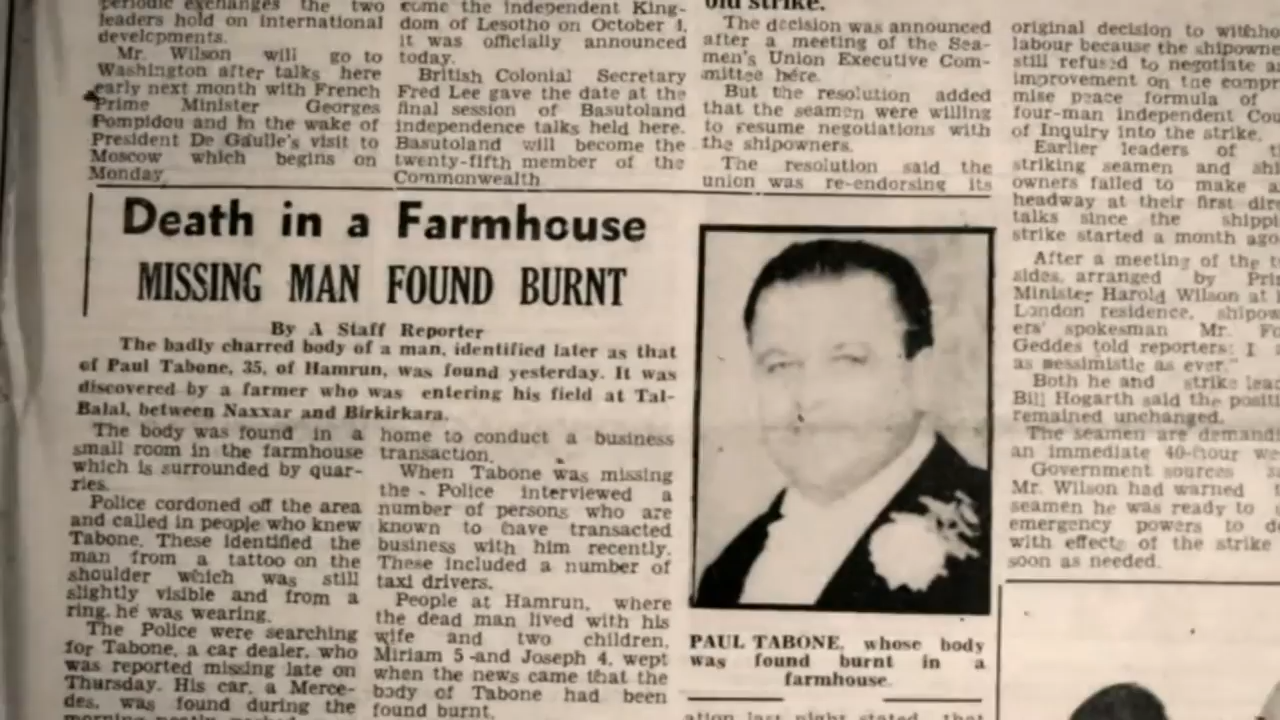 periodic exchanges the two
leaders hold on international
developments.
Mr. Wilson will go to
Washington after talks here
early next month with French
Prime Minister Georges
Pompidou and in the wake of
President De Gaulle's visit to
Moscow which begins on
Monday
come the independent King-
dom of Lesotho on October 4,
it was officially announced
today.
British Colonial Secretary
Fred Lee gave the date at the
final session of Basutoland
independence talks held here.
Basutoland will become the
twenty-fifth member of the
Commonwealth
old strike.
The decision was announced
after a meeting of the Sea-
men's Union Executive Com-
mittee here.
But the resolution added
that the seamen were willing
to resume negotiations with
the shipowners.
The resolution said the
union was re-endorsing its
original decision to withho
labour because the shipowne
still refused to negotiate a
improvement on the compr
mise peace formula of
four-man independent Cou
of Inquiry into the strike.
Earlier leaders of t
striking seamen and shi
owners failed to make a
headway at their first dire
talks since the shippi
strike started a month ago
After a meeting of the t
sides, arranged by Pri
Minister Harold Wilson at
London residence, shipow
ers' spokesman Mr. Fo
Geddes told reporters: I
as messimistic as ever."
Both he and strike lead
Bill Hogarth said the positi
remained unchanged.
The seamen are demandi
an immediate 40-hour we
Government sources
Mr. Wilson had warned
seamen he was ready to
emergency powers to d
with effects of the strike
soon as needed.
Death in a Farmhouse
MISSING MAN FOUND BURNT
By A Staff Reporter
The badly charred body of a man, identified later as that
of Paul Tabone, 35, of Hamrun, was found yesterday. It was
discovered by a farmer who was entering his field at Tal-
Balal, between Naxxar and Birkirkara.
The body was found in a
small room in the farmhouse
which is surrounded by quar-
ries.
Police cordoned off the area
and called in people who knew
Tabone. These identified the
man from a tattoo on the
shoulder which was still
slightly visible and from a
ring, he was wearing.
The Police were searching
for Tabone, a car dealer, who
was reported missing late on
Thursday. His car, a Merce-
des, was found during the
home to conduct a business
transaction.
When Tabone was missing
the Police interviewed a
number of persons who are
known to have transacted
business with him recently.
These included a number of
taxi drivers.
People at Hamrun, where
the dead man lived with his
wife and two children,
Miriam 5 and Joseph 4, wept
when the news came that the
body of Tabone had been
found burnt.
PAUL TABONE, whose body
was found burnt in a
farmhouse.
ation last night stated that